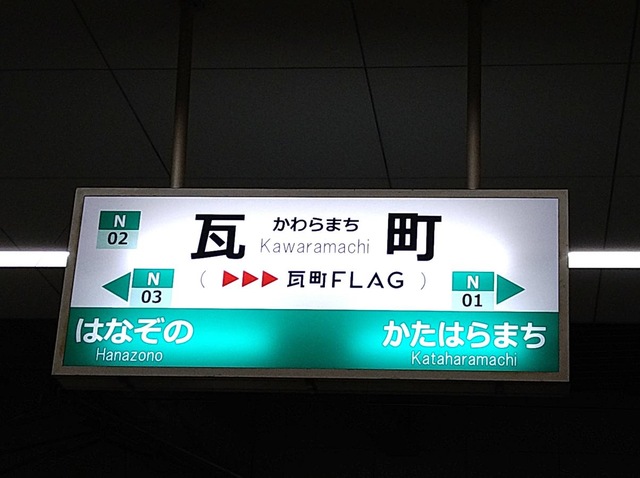 N
02
瓦 かわらまち 町
Kawaramachi
( ▶▶▶ 瓦町FLAG )
N
03
N
01
はなぞの
Hanazono
かたはらまち
Kataharamachi